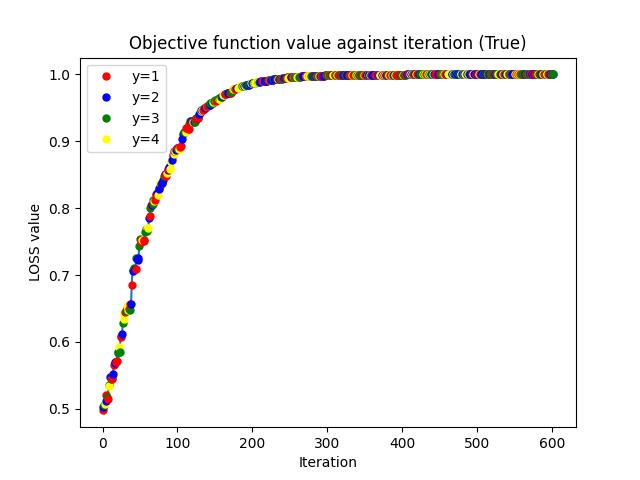 Objective function value against iteration (True)
y=1
y=2
y=3
y=4
LOSS value
1.0
0.9
0.8
0.7
0.6
0.5
0 100 200 300 400 500 600
Iteration